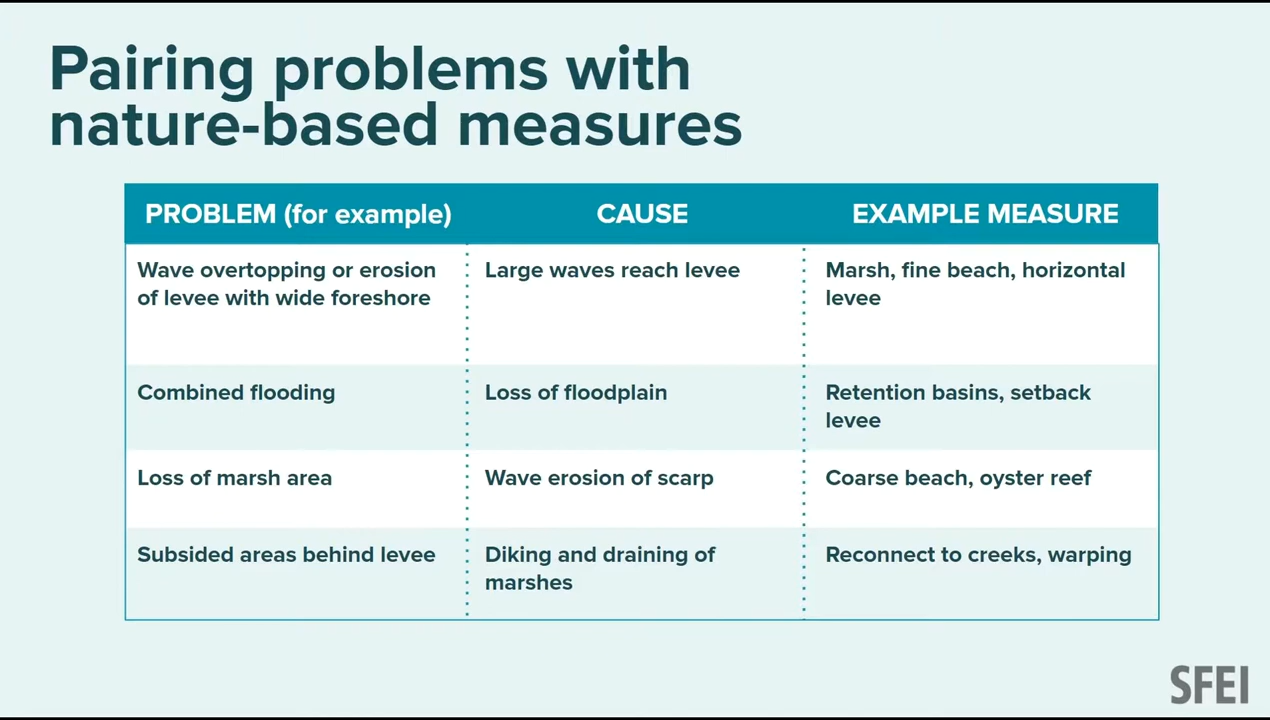 Pairing problems with
nature-based measures
PROBLEM (for example) CAUSE EXAMPLE MEASURE
Wave overtopping or erosion
of levee with wide foreshore
Large waves reach levee
Marsh, fine beach, horizontal
levee
Combined flooding
Loss of floodplain
Retention basins, setback
levee
Loss of marsh area
Wave erosion of scarp
Coarse beach, oyster reef
Subsided areas behind levee
Diking and draining of
marshes
Reconnect to creeks, warping
SFEI